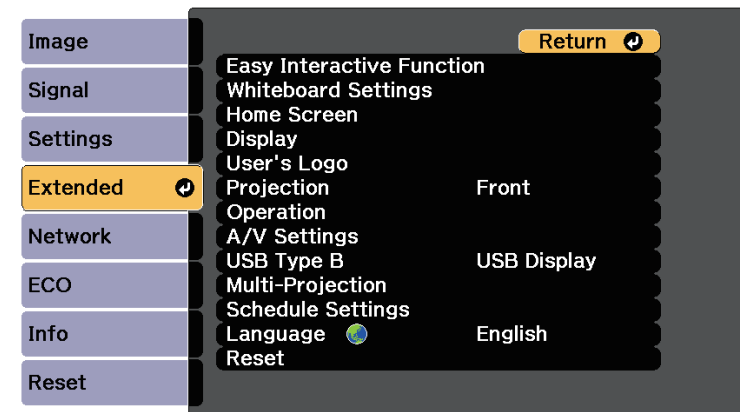 Image
Signal
Settings
Extended
Network
ECO
Info
Reset
Return
Easy Interactive Function
Whiteboard Settings
Home Screen
Display
User's Logo
Projection Front
Operation
A/V Settings
USB Type B USB Display
Multi-Projection
Schedule Settings
Language English
Reset